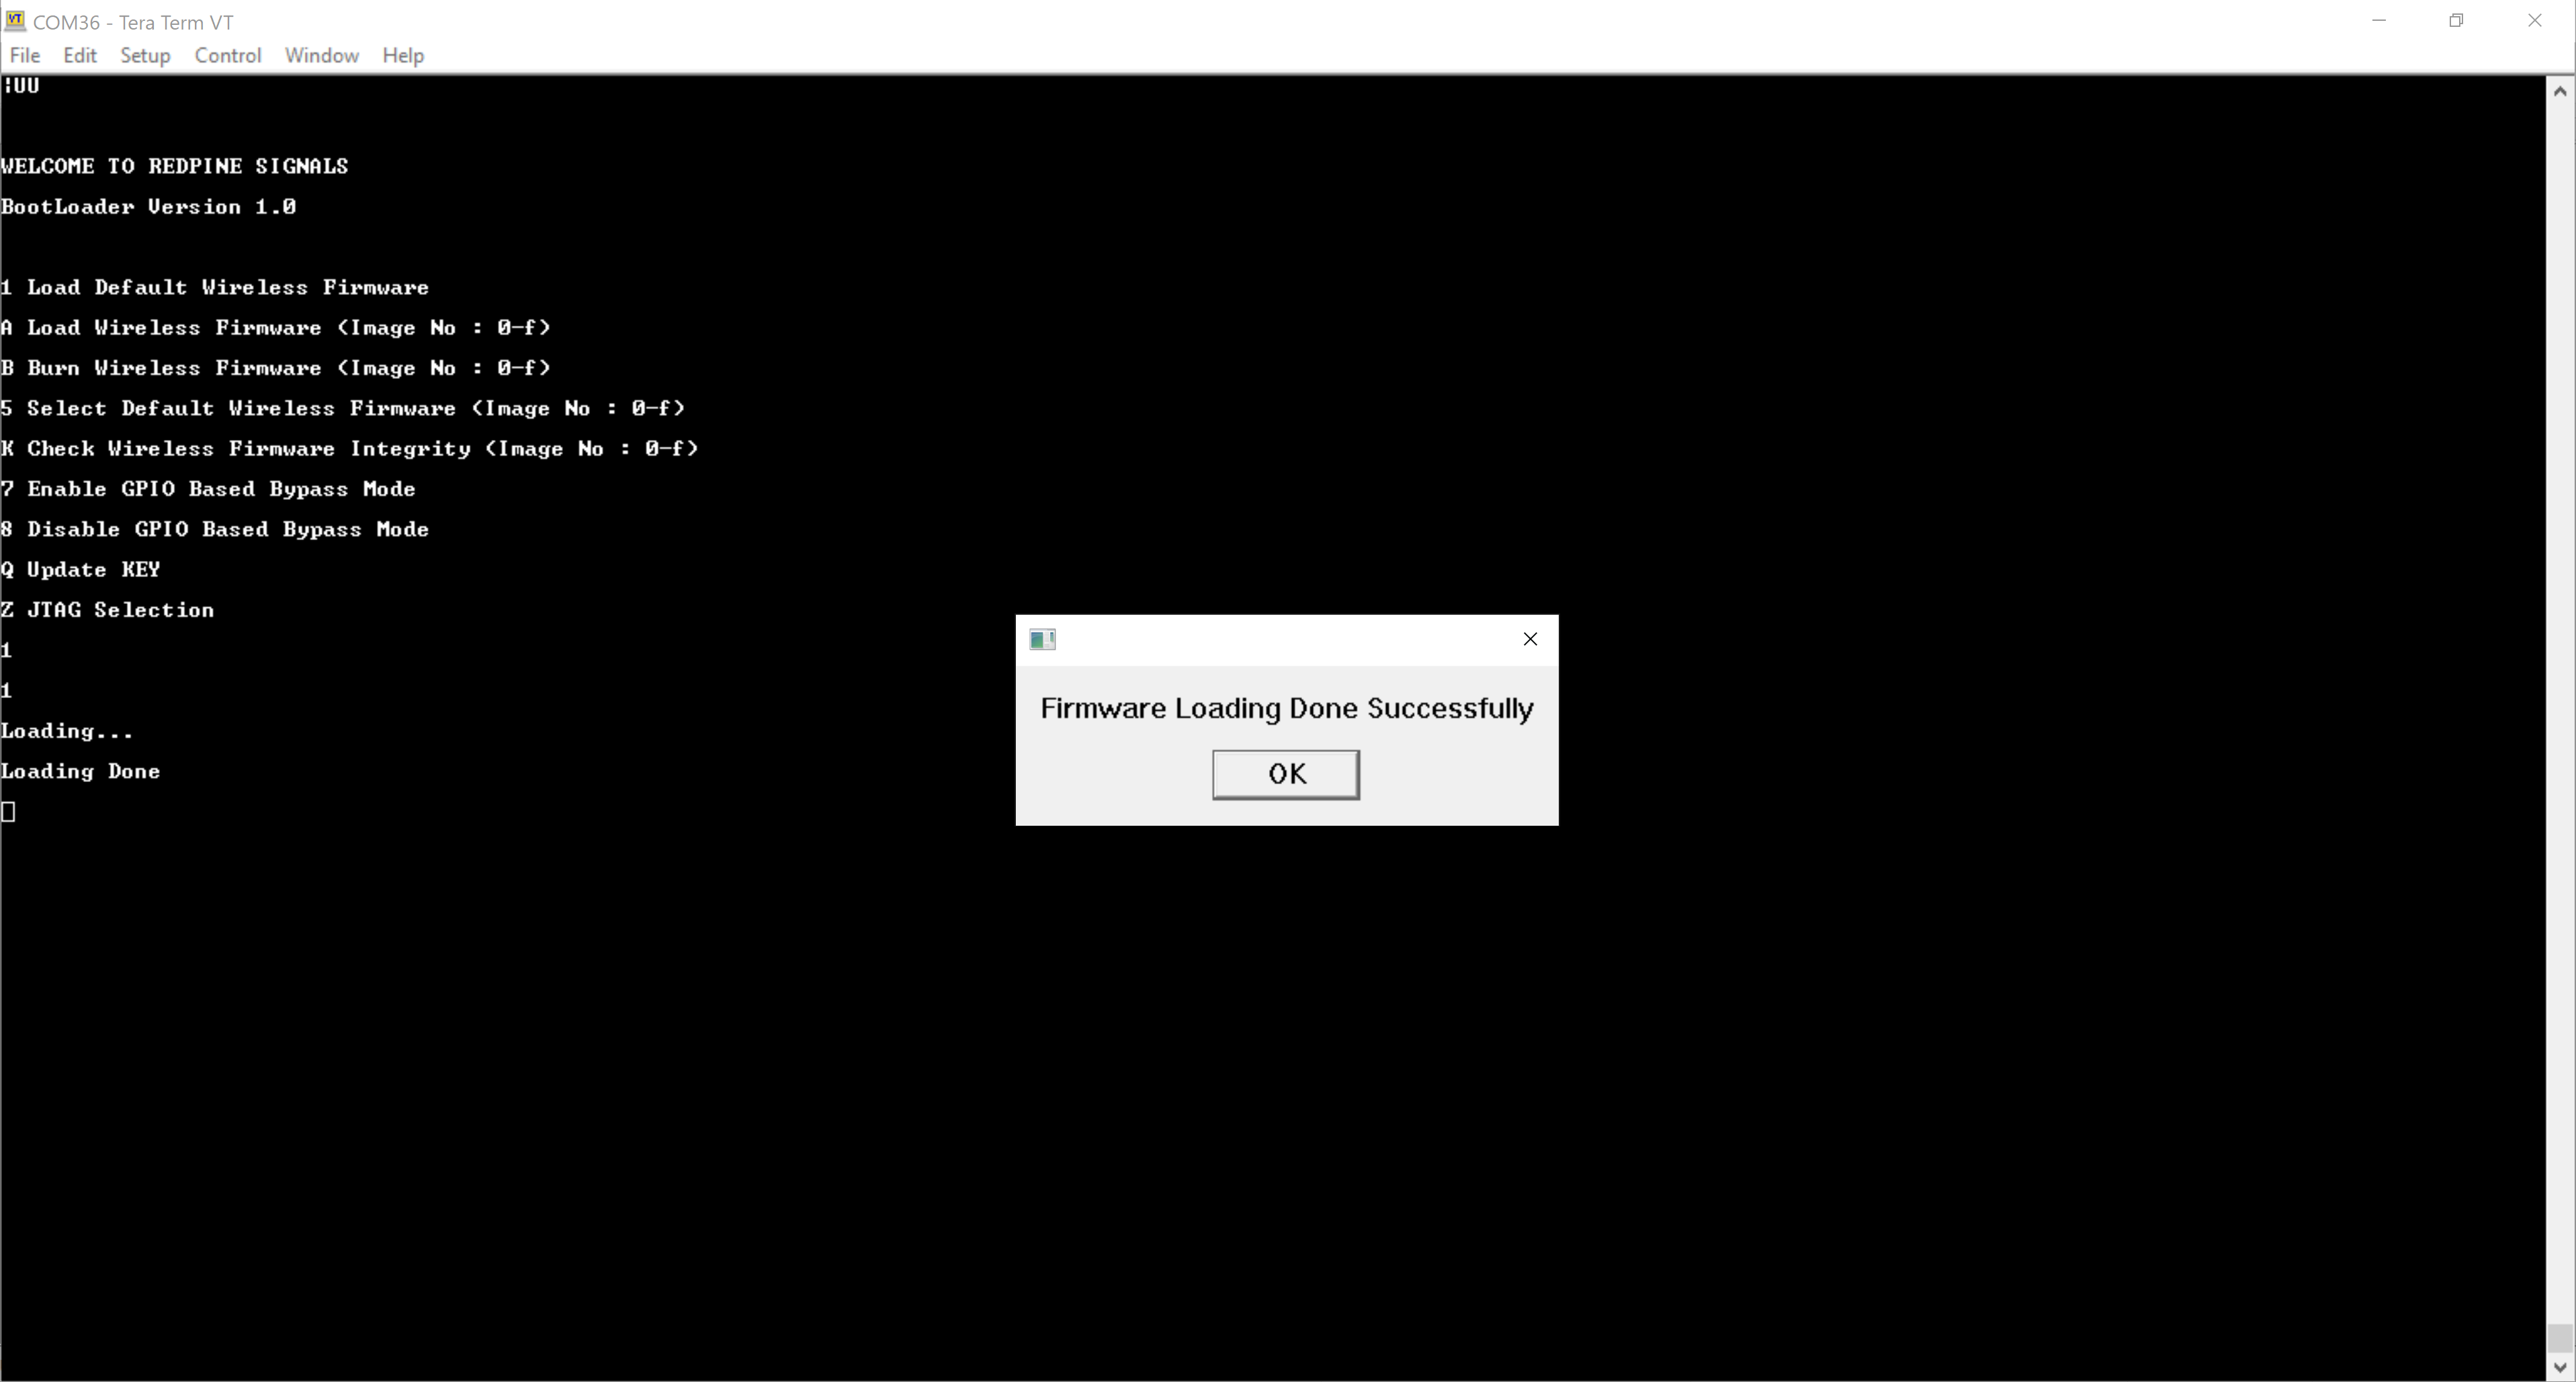 COM36 - Tera Term VT
File Edit Setup Control Window Help
¦UU
WELCOME TO REDPINE SIGNALS
BootLoader Version 1.0
1 Load Default Wireless Firmware
A Load Wireless Firmware (Image No : 0-f)
B Burn Wireless Firmware (Image No : 0-f)
5 Select Default Wireless Firmware (Image No : 0-f)
K Check Wireless Firmware Integrity (Image No : 0-f)
7 Enable GPIO Based Bypass Mode
8 Disable GPIO Based Bypass Mode
Q Update KEY
Z JTAG Selection
1
1
Loading...
Loading Done
Firmware Loading Done Successfully
OK